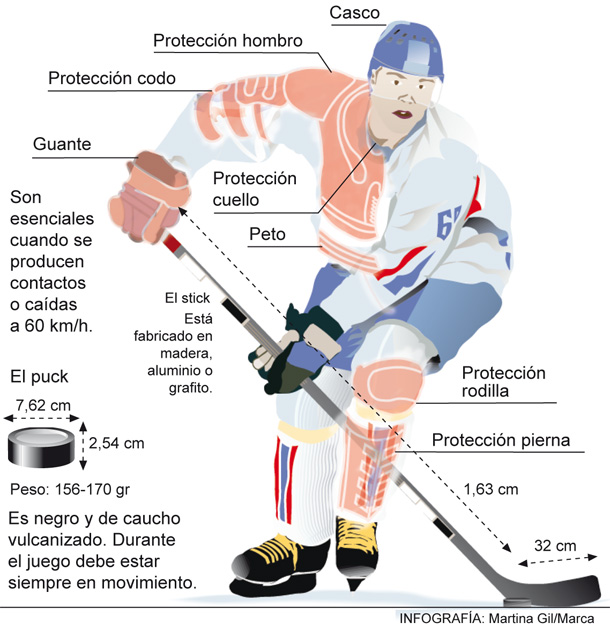 Casco
Protección hombro
Protección codo
Guante
Son
esenciales
cuando se
producen
contactos
o caídas
a 60 km/h.
Protección
cuello
Peto
El stick
Está
fabricado en
madera,
aluminio o
grafito.
El puck
7,62 cm
2,54 cm
Peso: 156-170 gr
Es negro y de caucho
vulcanizado. Durante
el juego debe estar
siempre en movimiento.
Protección
rodilla
Protección pierna
1,63 cm
32 cm
INFOGRAFÍA: Martina Gil/Marca